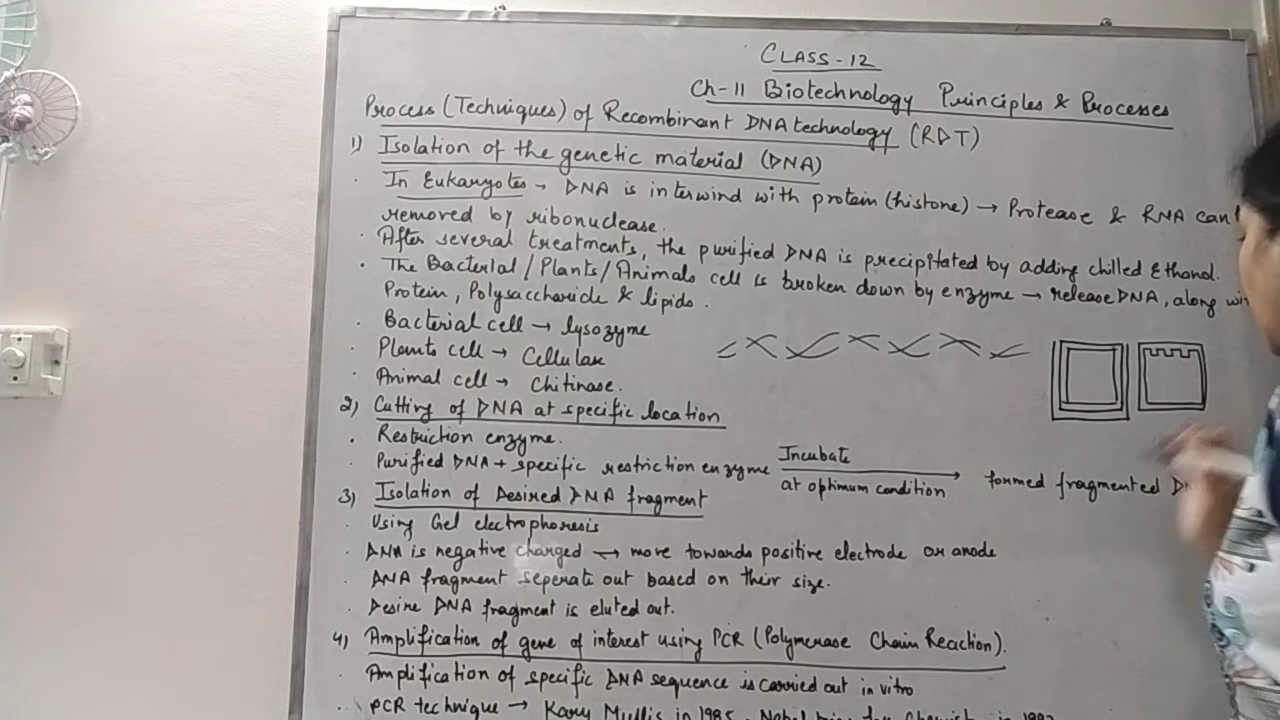 CLASS - 12
Ch-11 Biotechnology Principles & Processes
Process (Techniques) of Recombinant DNA technology (RDT)
1) Isolation of the genetic material (DNA)
· In Eukaryotes → DNA is interwind with protein (histone) → Protease & RNA can
removed by ribonuclease.
· After several treatments, the purified DNA is precipitated by adding chilled Ethanol.
· The Bacterial / Plants / Animals cell is broken down by enzyme → release DNA, along
Protein, Polysaccharide & lipids.
· Bacterial cell → lysozyme
· Plants cell → Cellulase
· Animal cell → Chitinase.
2) Cutting of DNA at specific location
· Restriction enzyme.
· Purified DNA + specific restriction enzyme Incubate at optimum condition → formed fragmented
3) Isolation of Desired DNA fragment
· Using Gel electrophoresis
· DNA is negative charged → move towards positive electrode or anode
· DNA fragment seperate out based on their size.
· Desire DNA fragment is eluted out.
4) Amplification of gene of interest using PCR (Polymerase Chain Reaction).
· Amplification of specific DNA sequence is carried out in vitro
· PCR technique → Kary Mullis in 1985